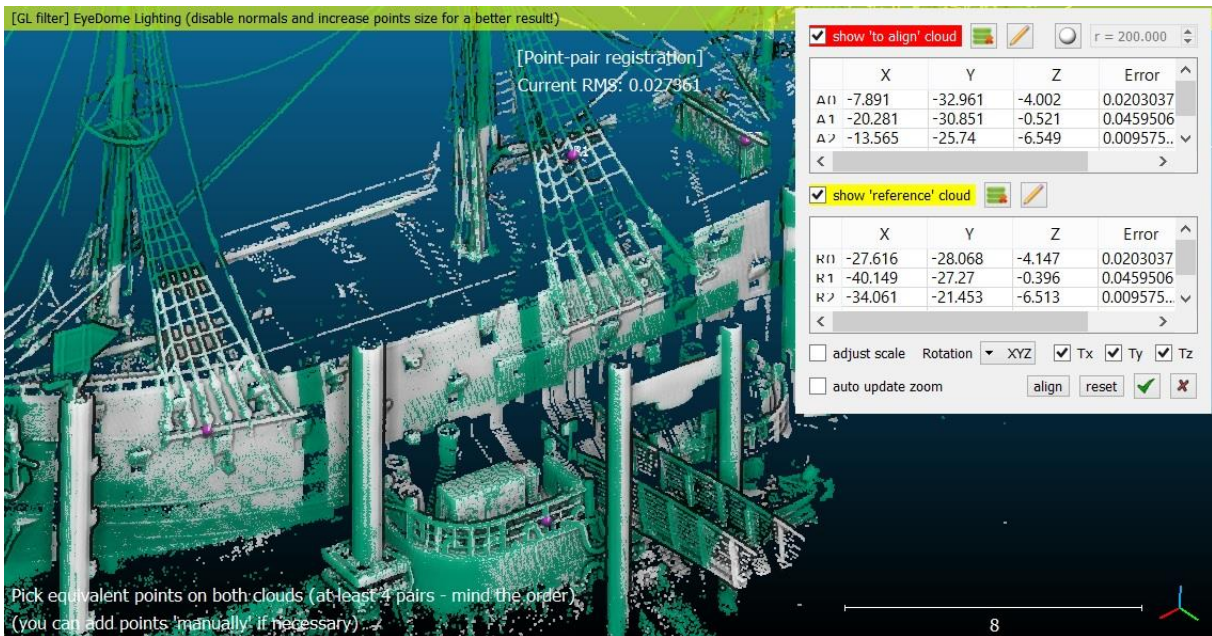 [GL filter] EyeDome Lighting (disable normals and increase points size for a better result!)
[Point-pair registration]
Current RMS: 0.027361
show 'to align' cloud r = 200.000
X Y Z Error
A0 -7.891 -32.961 -4.002 0.0203037
A1 -20.281 -30.851 -0.521 0.0459506
A2 -13.565 -25.74 -6.549 0.009575...
show 'reference' cloud
X Y Z Error
R0 -27.616 -28.068 -4.147 0.0203037
R1 -40.149 -27.27 -0.396 0.0459506
R2 -34.061 -21.453 -6.513 0.009575...
adjust scale Rotation XYZ Tx Ty Tz
auto update zoom align reset
Pick equivalent points on both clouds (at least 4 pairs - mind the order)
(you can add points 'manually' if necessary)
8